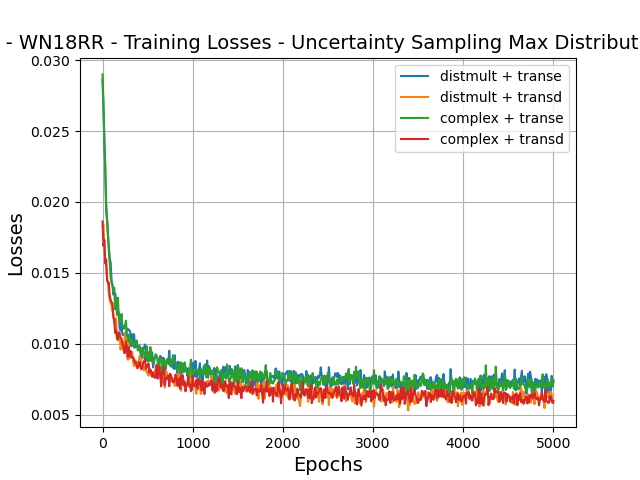 - WN18RR - Training Losses - Uncertainty Sampling Max Distribut
distmult + transe
distmult + transd
complex + transe
complex + transd
Losses
0.030
0.025
0.020
0.015
0.010
0.005
0 1000 2000 3000 4000 5000
Epochs